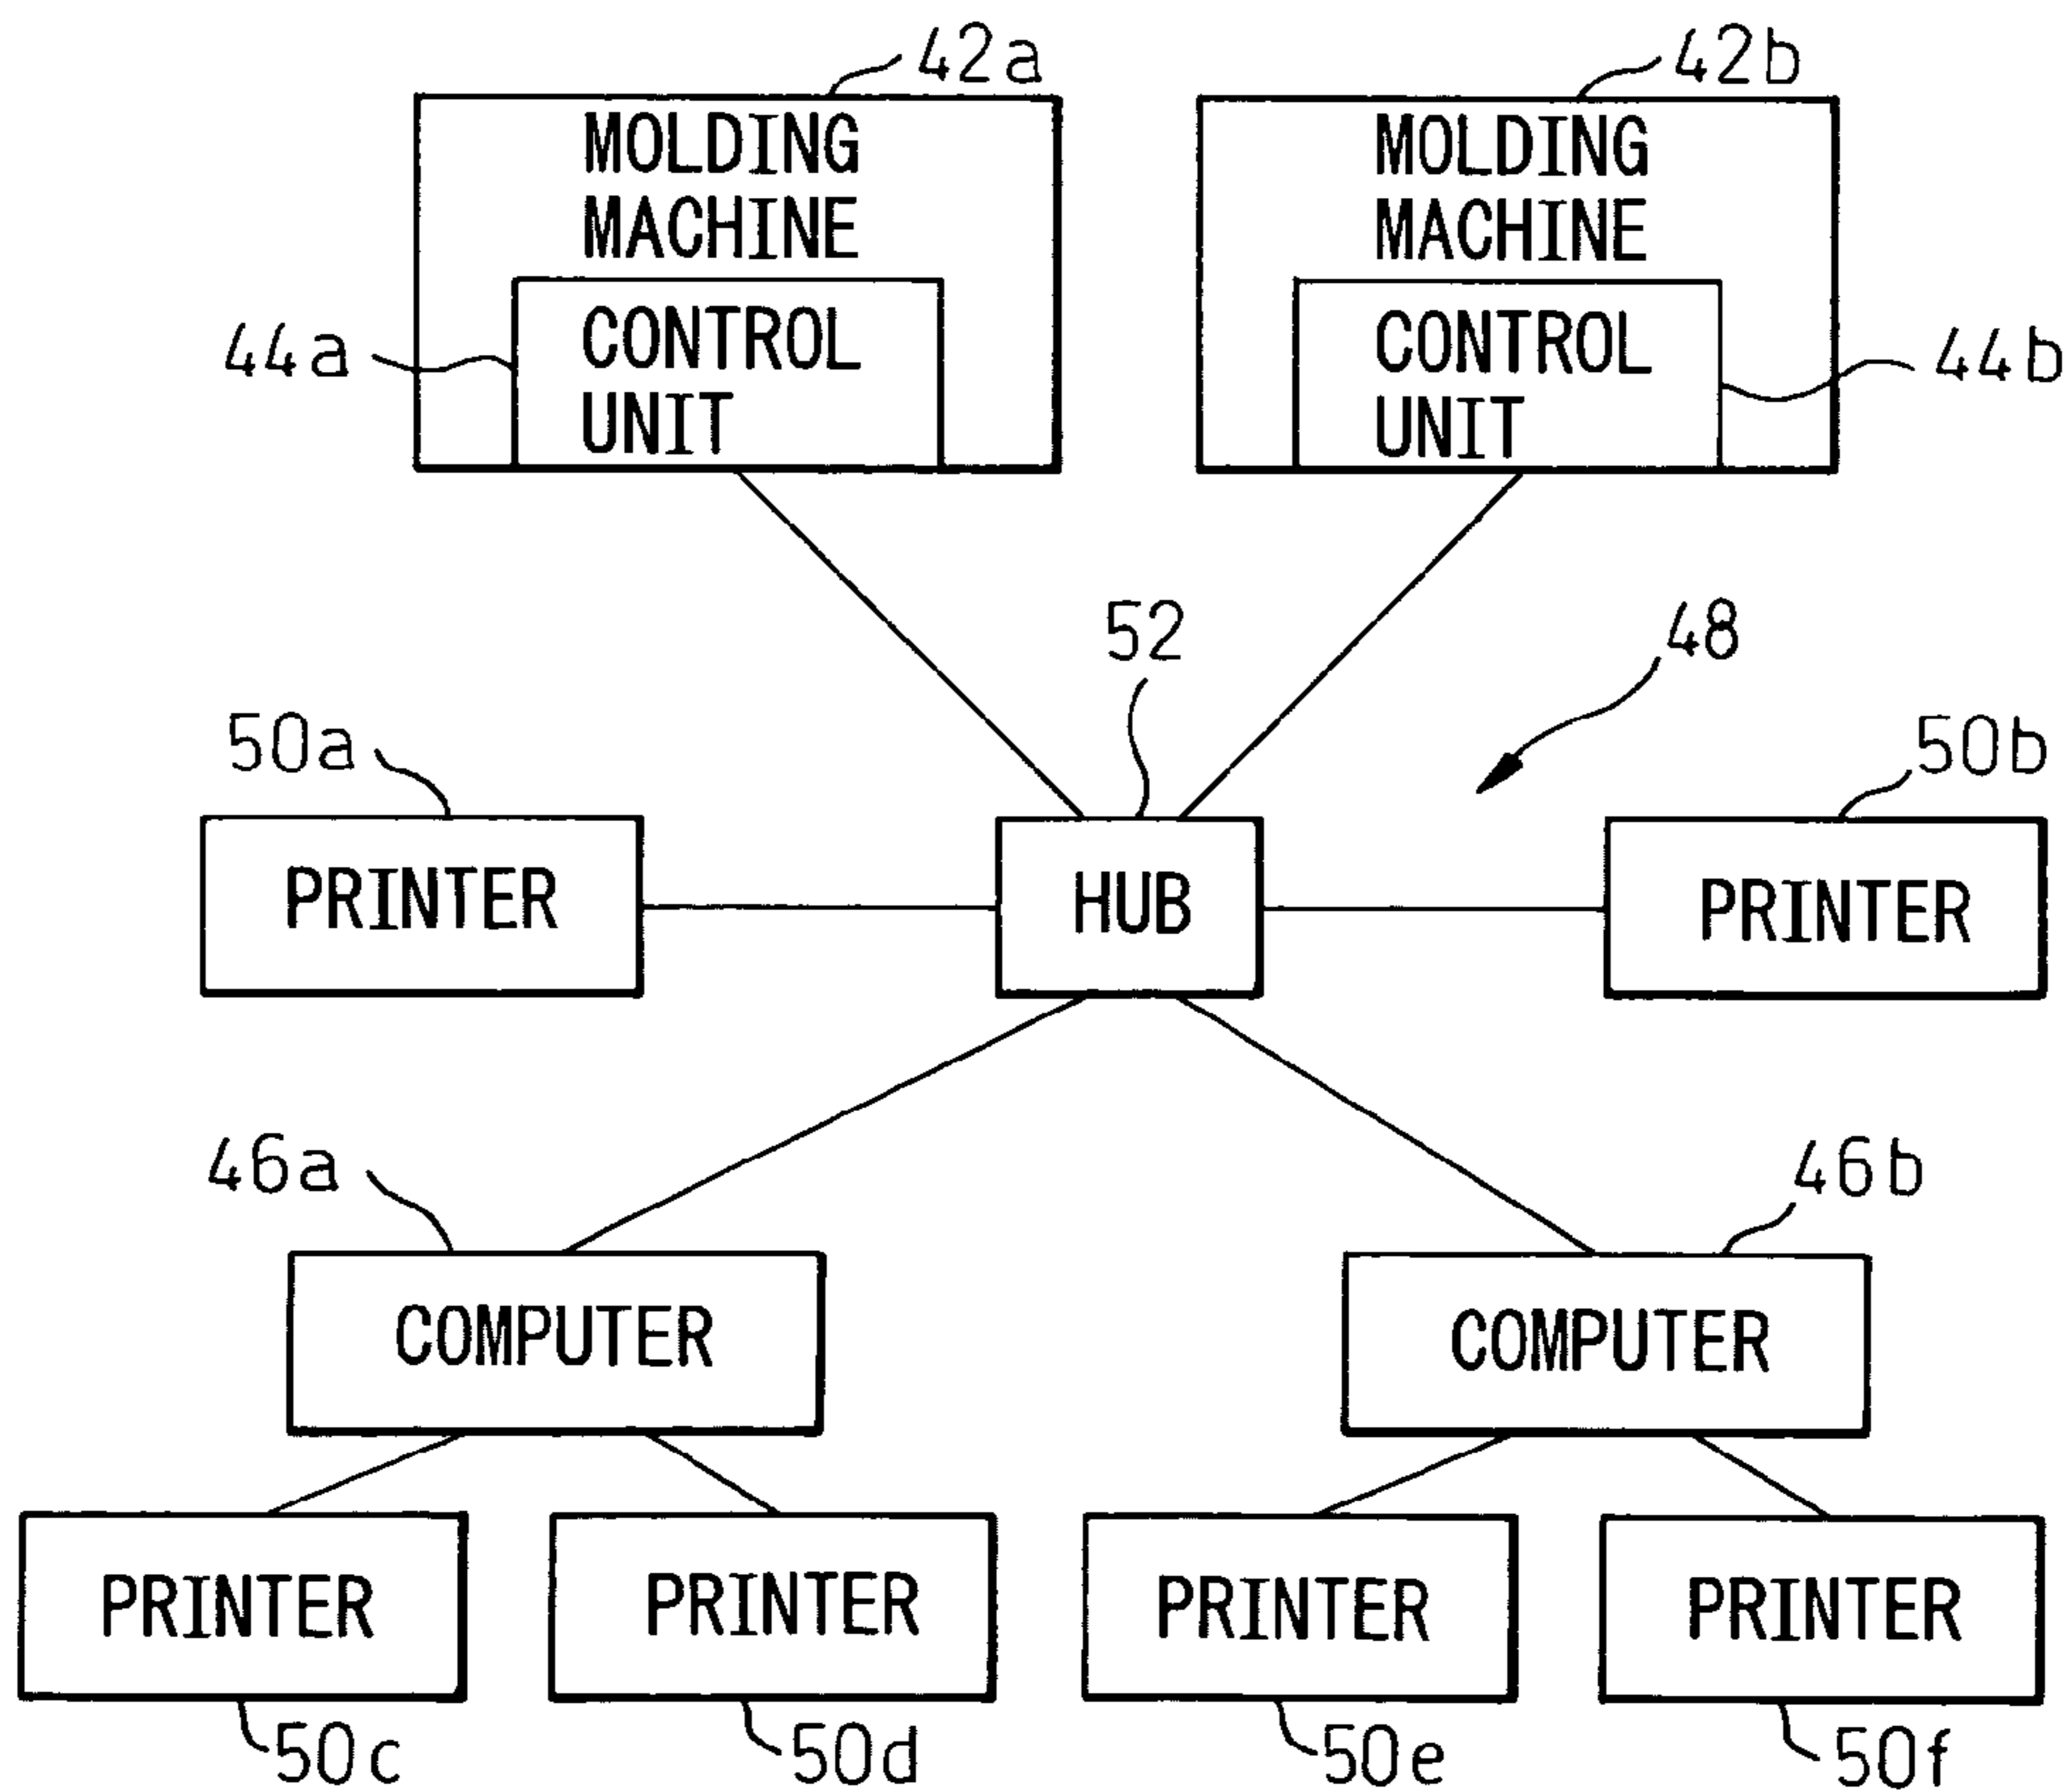 42a
42b
MOLDING
MACHINE
MOLDING
MACHINE
44a
CONTROL
UNIT
CONTROL
UNIT
44b
52
48
50a
50b
PRINTER
HUB
PRINTER
46a
46b
COMPUTER
COMPUTER
PRINTER
PRINTER
PRINTER
PRINTER
50c
50d
50e
50f